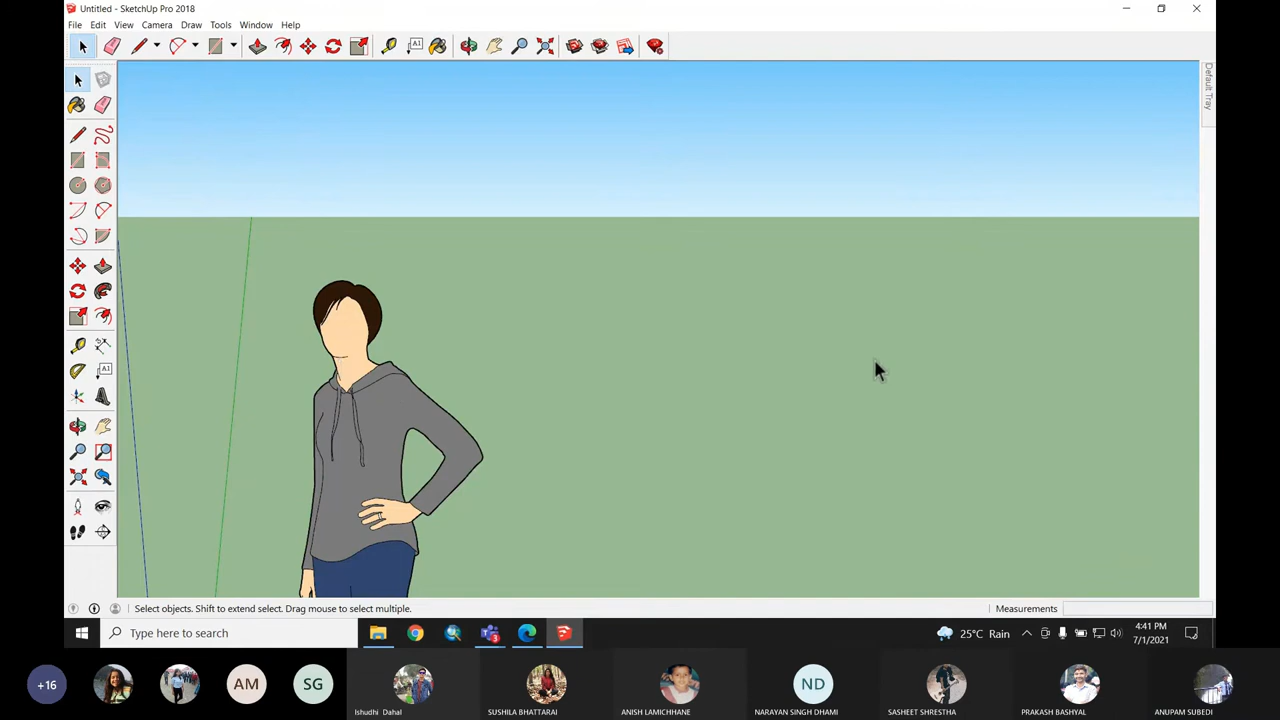 Untitled - SketchUp Pro 2018
File Edit View Camera Draw Tools Window Help
A1
Default Tray
A1
Select objects. Shift to extend select. Drag mouse to select multiple.
Measurements
Type here to search
3
25°C Rain
4:41 PM
7/1/2021
+16
AM
SG
ND
Ishudhi Dahal
SUSHILA BHATTARAI
ANISH LAMICHHANE
NARAYAN SINGH DHAMI
SASHEET SHRESTHA
PRAKASH BASHYAL
ANUPAM SUBEDI